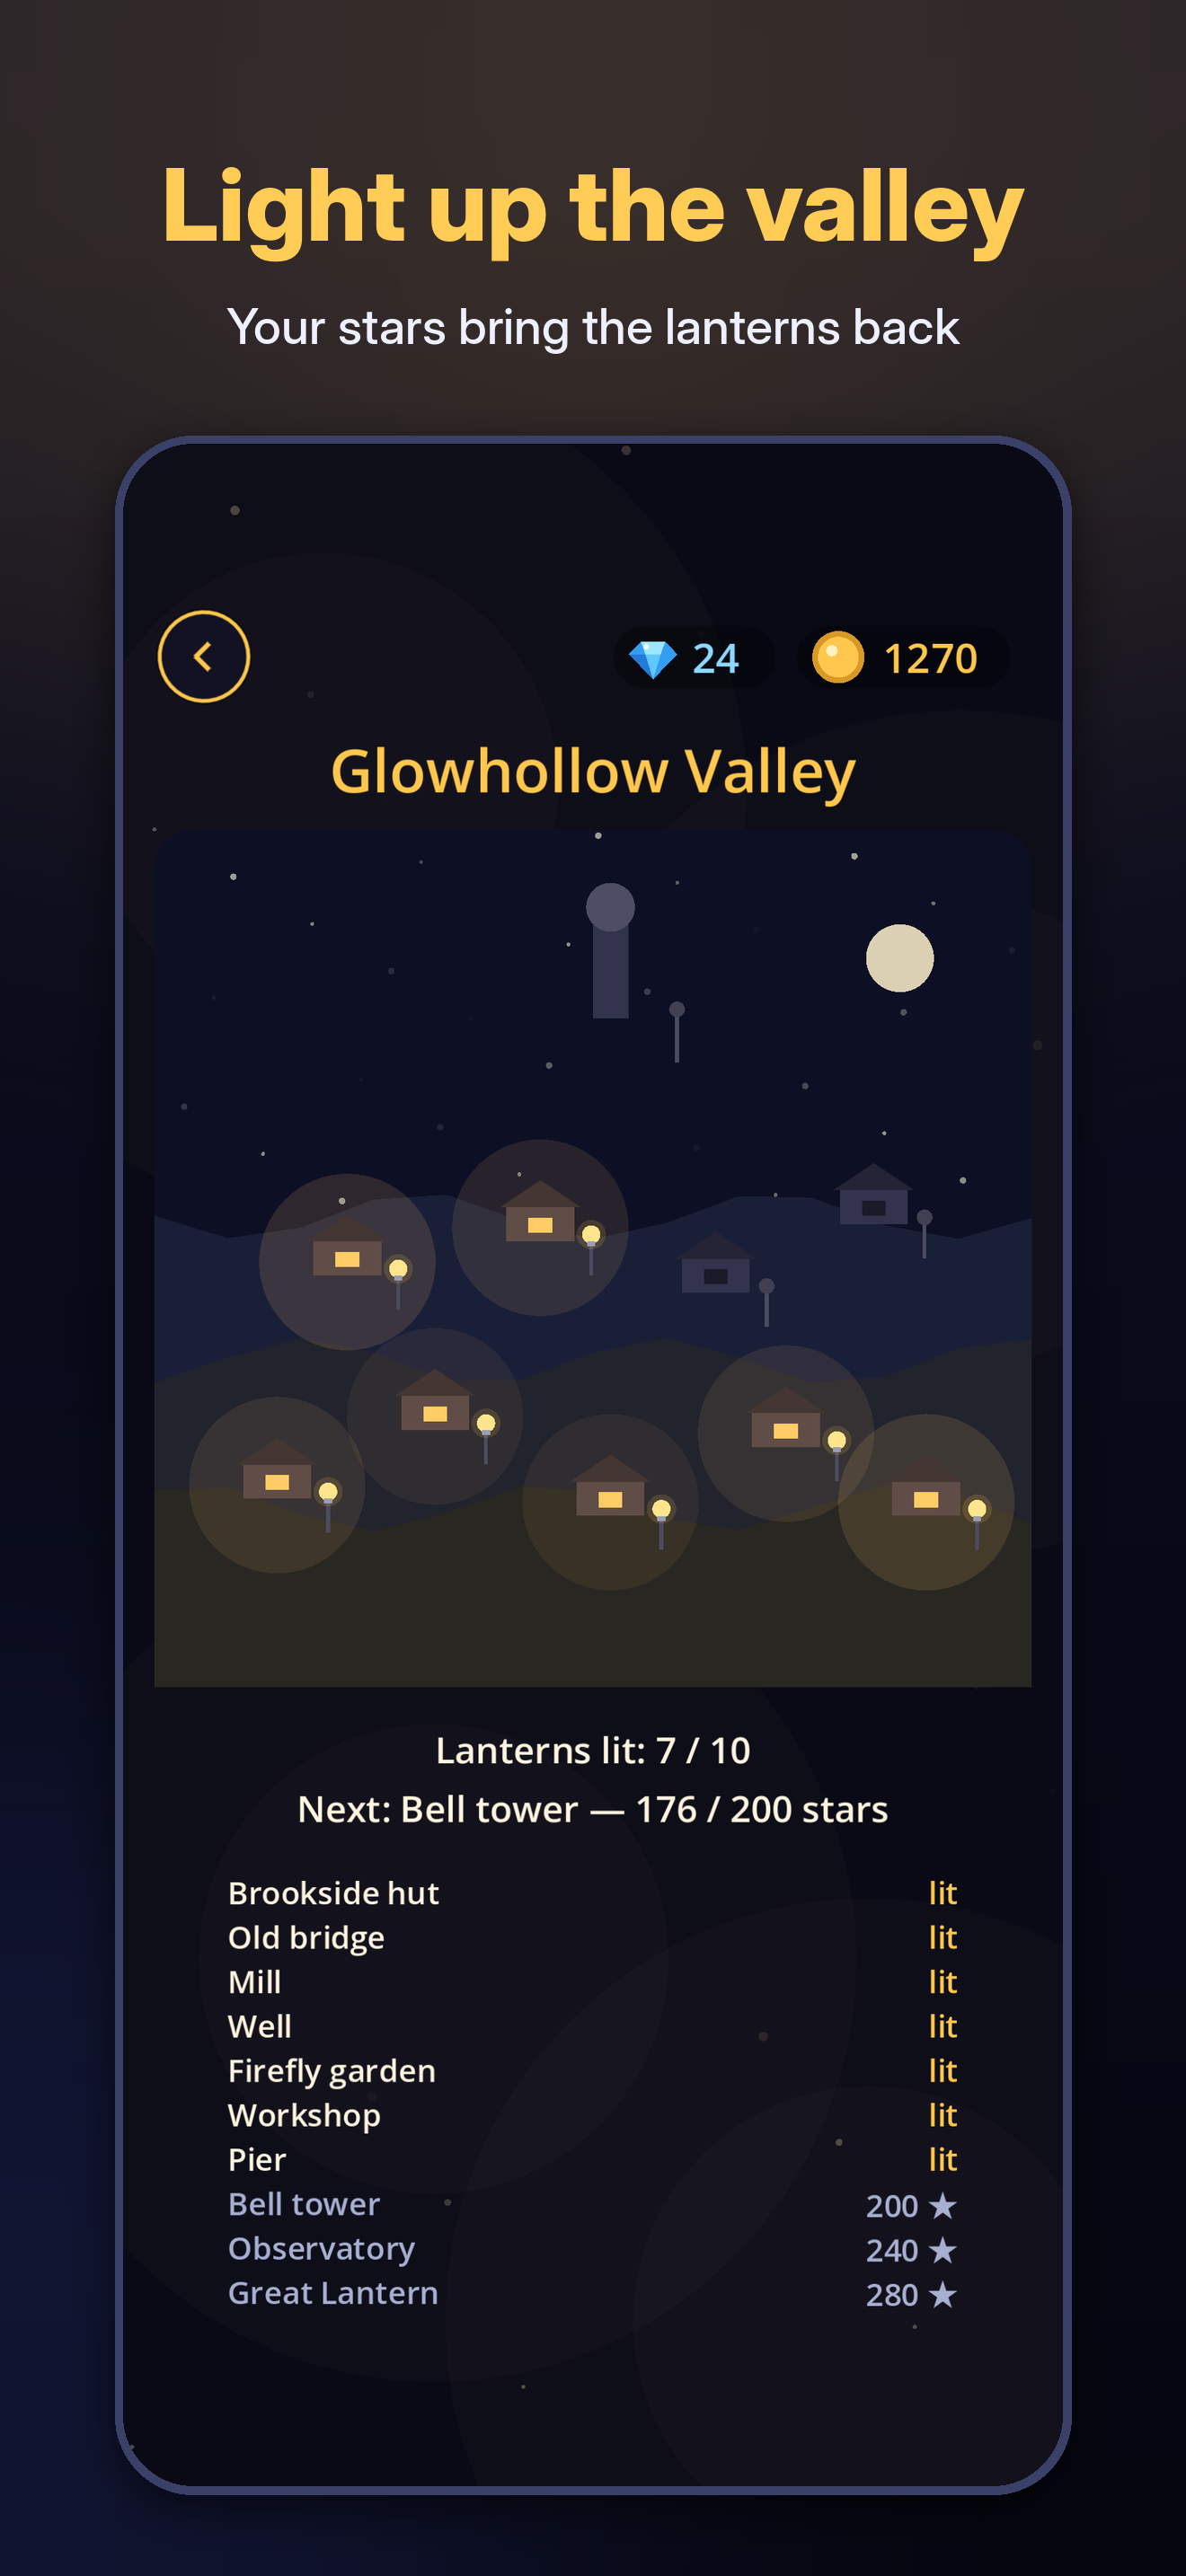 Light up the valley
Your stars bring the lanterns back
24 1270
Glowhollow Valley
Lanterns lit: 7 / 10
Next: Bell tower — 176 / 200 stars
Brookside hut lit
Old bridge lit
Mill lit
Well lit
Firefly garden lit
Workshop lit
Pier lit
Bell tower 200 ★
Observatory 240 ★
Great Lantern 280 ★